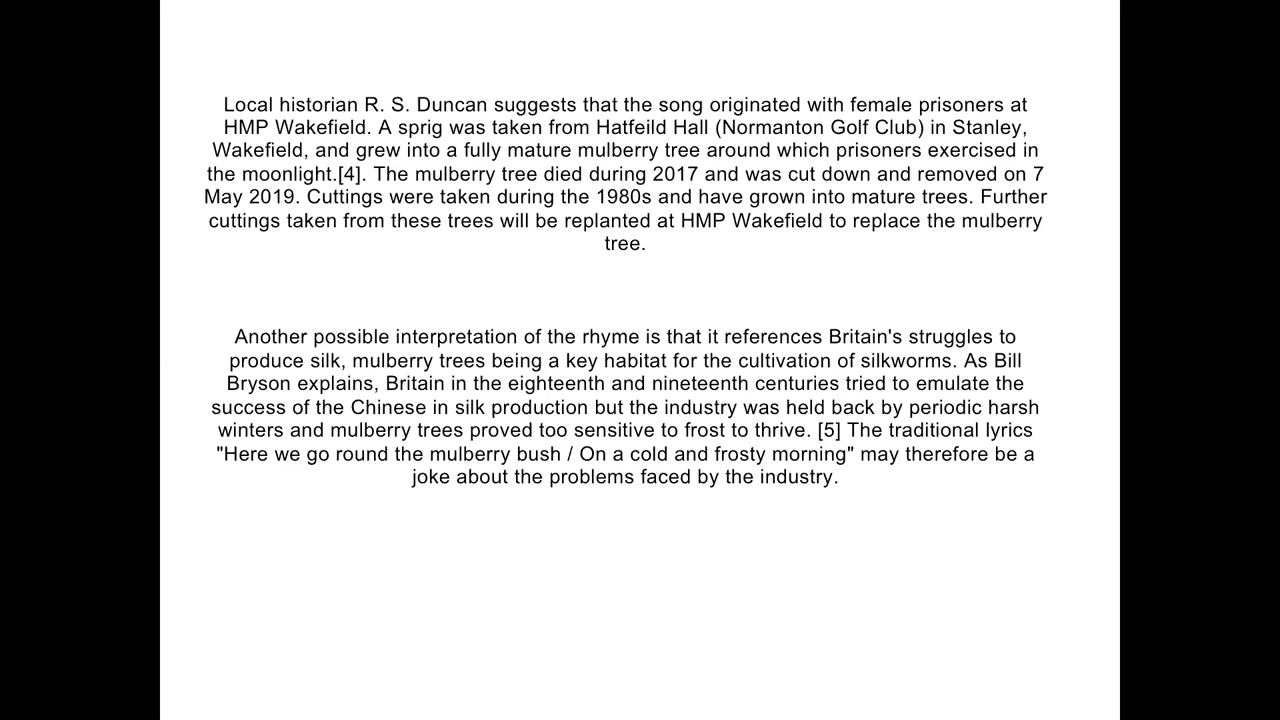 Local historian R. S. Duncan suggests that the song originated with female prisoners at
HMP Wakefield. A sprig was taken from Hatfeild Hall (Normanton Golf Club) in Stanley,
Wakefield, and grew into a fully mature mulberry tree around which prisoners exercised in
the moonlight.[4]. The mulberry tree died during 2017 and was cut down and removed on 7
May 2019. Cuttings were taken during the 1980s and have grown into mature trees. Further
cuttings taken from these trees will be replanted at HMP Wakefield to replace the mulberry
tree.
Another possible interpretation of the rhyme is that it references Britain's struggles to
produce silk, mulberry trees being a key habitat for the cultivation of silkworms. As Bill
Bryson explains, Britain in the eighteenth and nineteenth centuries tried to emulate the
success of the Chinese in silk production but the industry was held back by periodic harsh
winters and mulberry trees proved too sensitive to frost to thrive. [5] The traditional lyrics
"Here we go round the mulberry bush / On a cold and frosty morning" may therefore be a
joke about the problems faced by the industry.